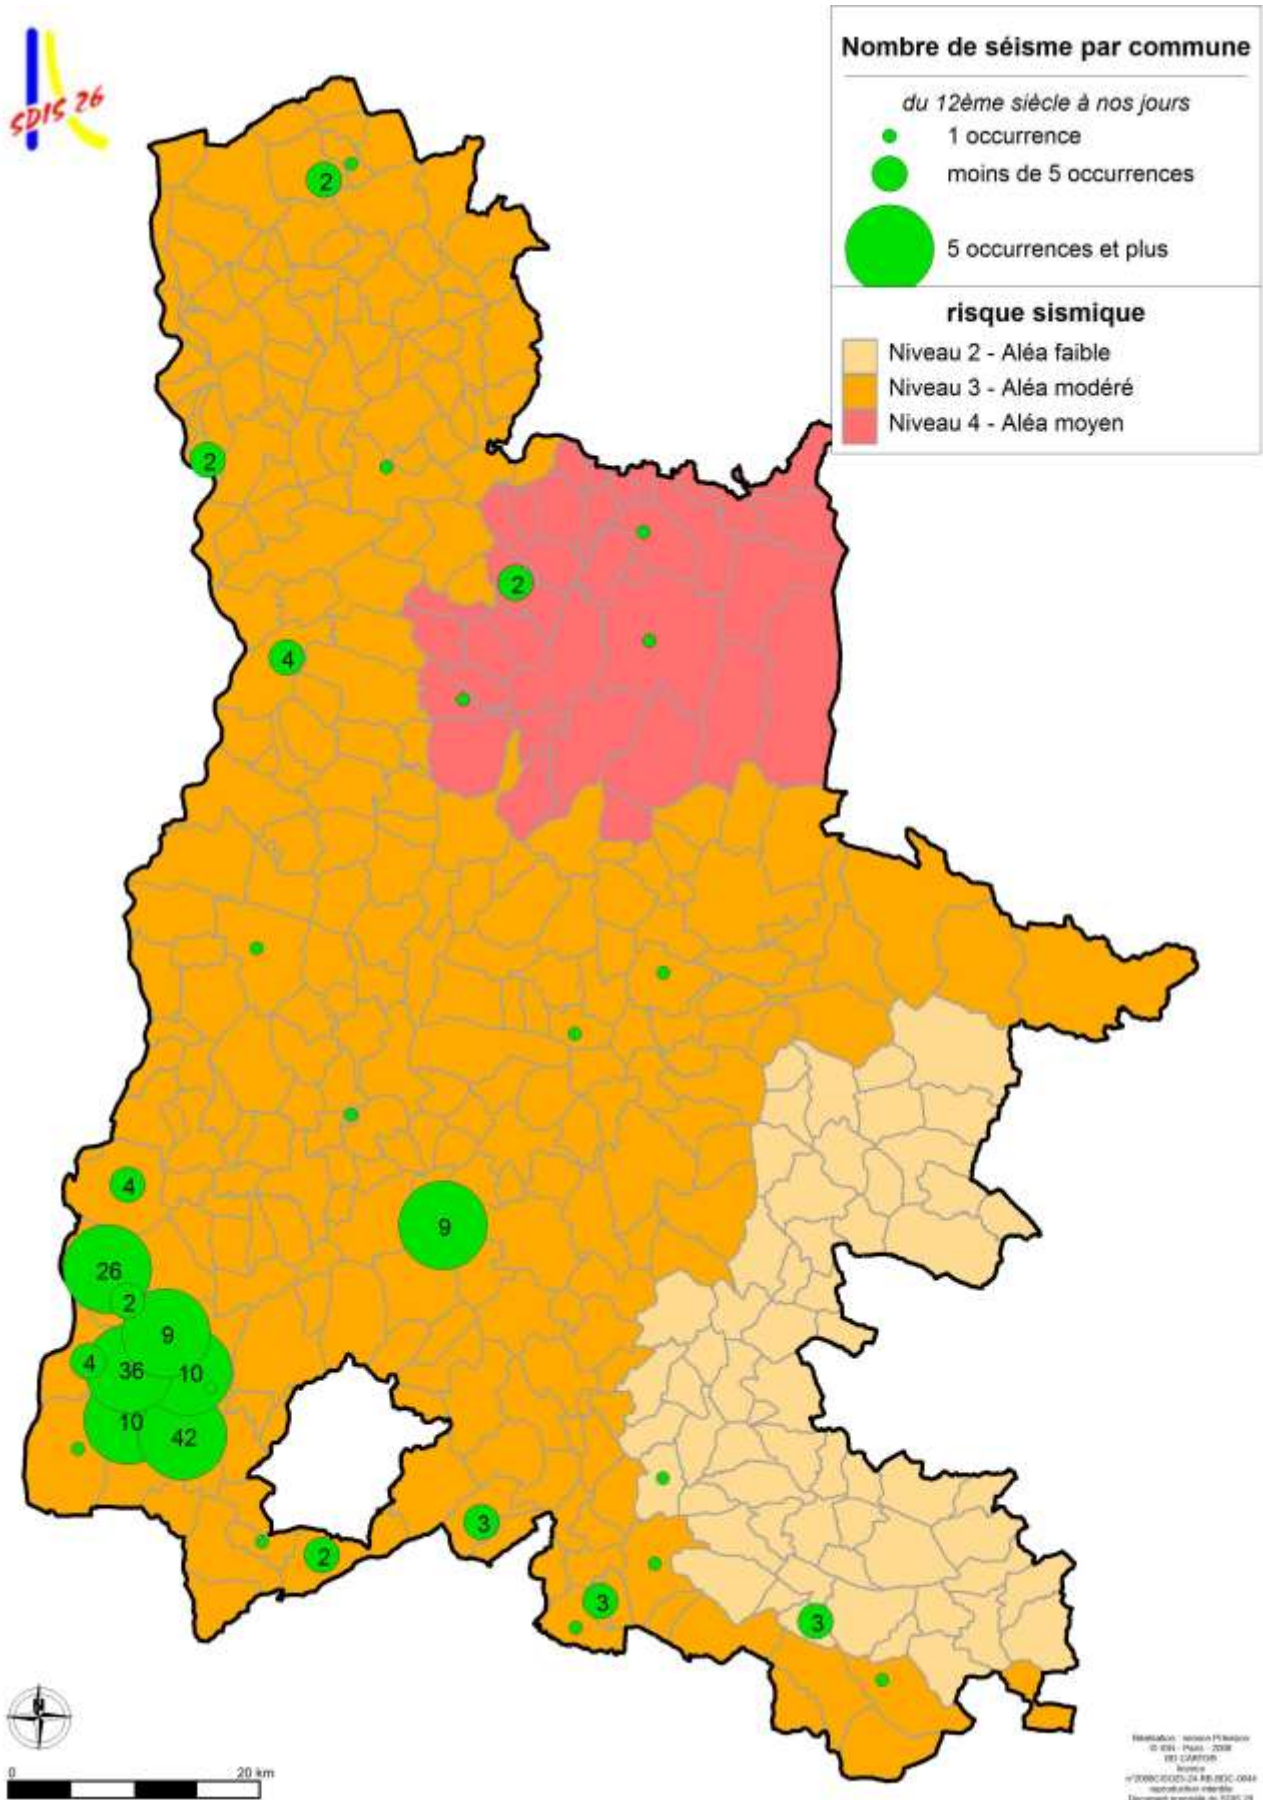 SDIS 26
Nombre de séisme par commune
du 12ème siècle à nos jours
1 occurrence
moins de 5 occurrences
5 occurrences et plus
risque sismique
Niveau 2 - Aléa faible
Niveau 3 - Aléa modéré
Niveau 4 - Aléa moyen
2
2
2
4
4
9
26
2
9
4
36
10
10
42
3
2
3
3
N
0 20 km